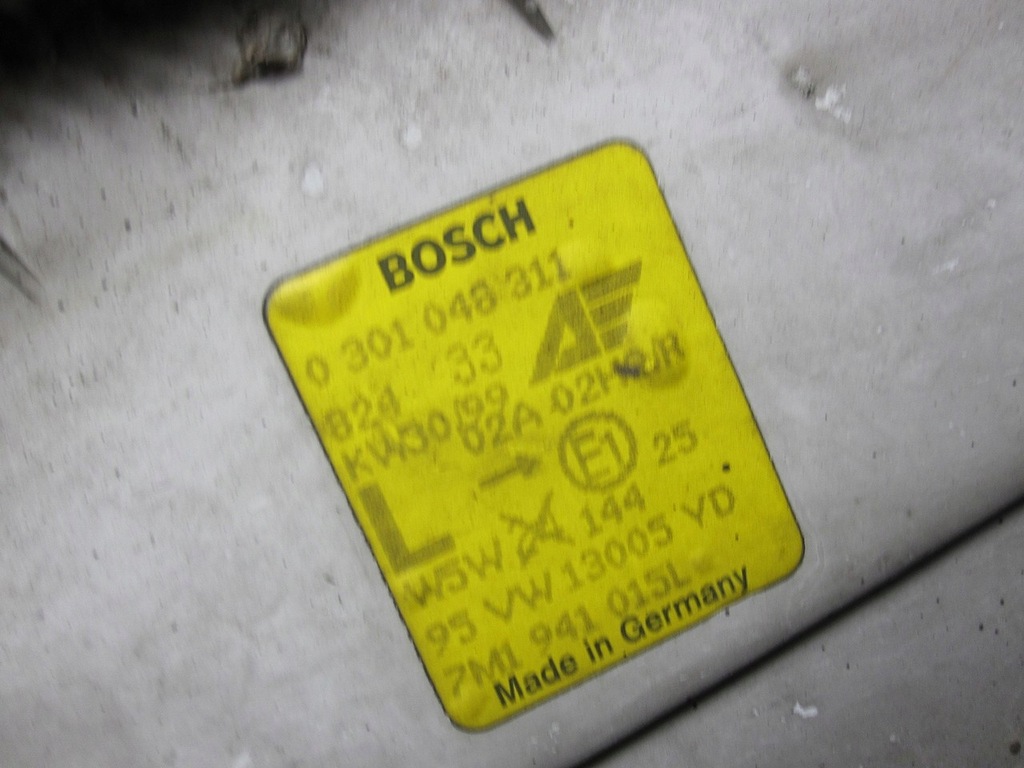 BOSCH
0 301 048 311
824 33
KW30/99
02A 02HCR
L → E1 25
W5W 144
95 VW 13005 YD
7M1 941 015L
Made in Germany